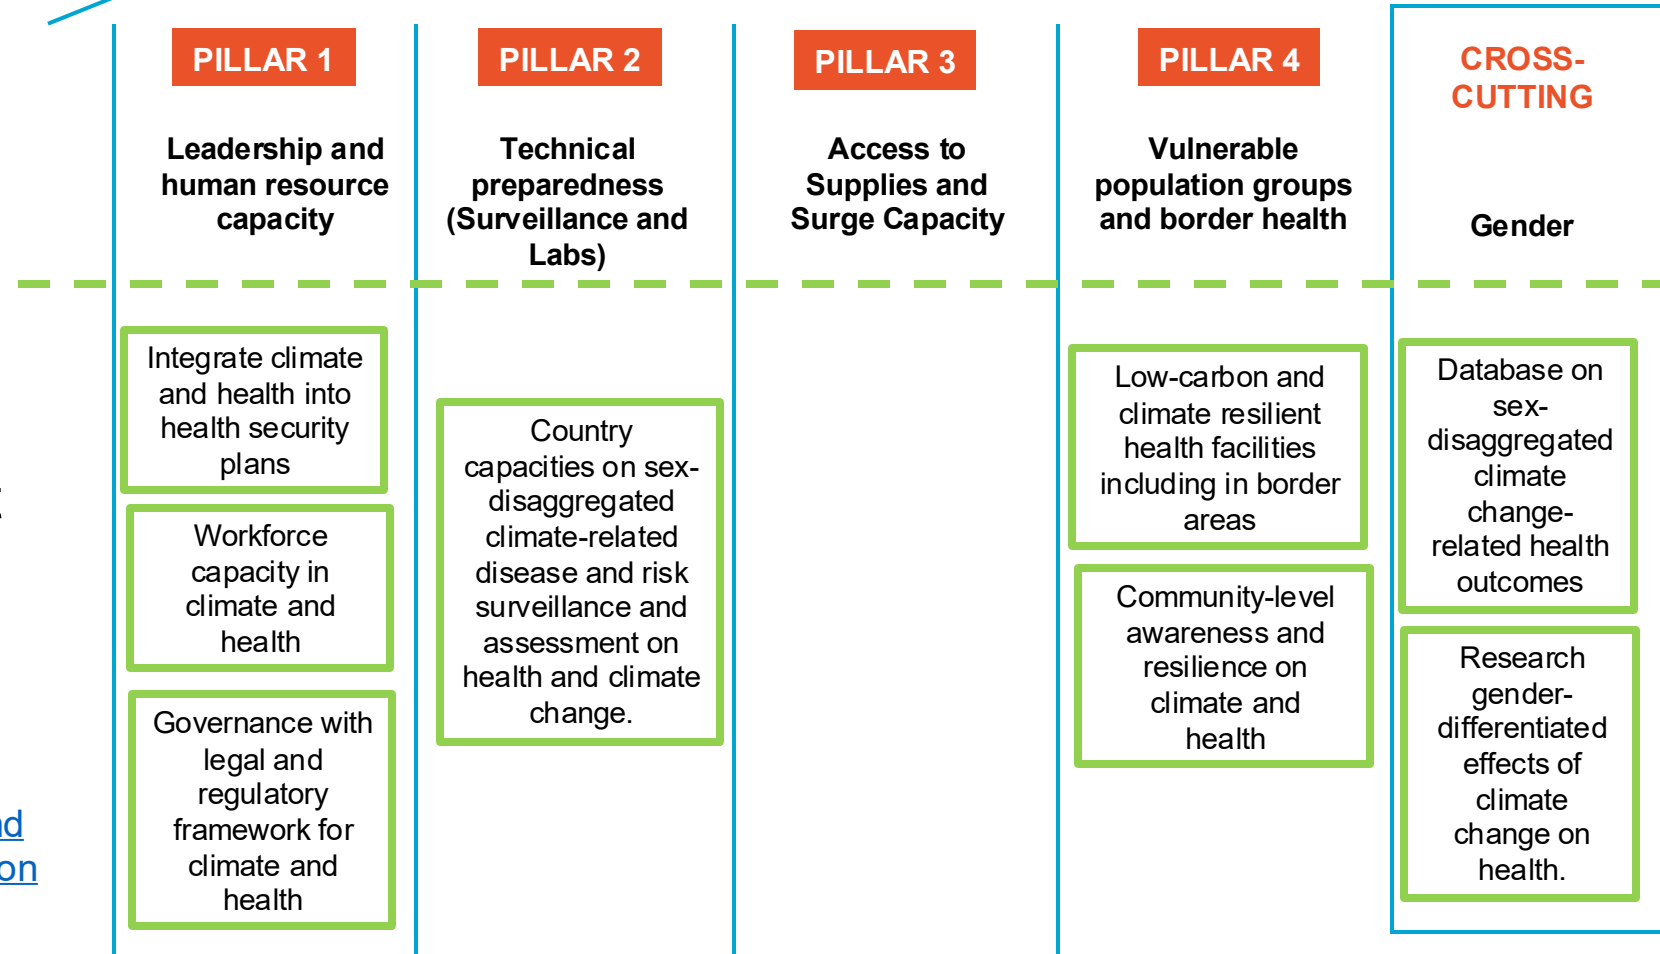 PILLAR 1
Leadership and
human resource
capacity
Integrate climate
and health into
health security
plans
Workforce
capacity in
climate and
health
Governance with
legal and
regulatory
framework for
climate and
health
PILLAR 2
Technical
preparedness
(Surveillance and
Labs)
Country
capacities on sex-
disaggregated
climate-related
disease and risk
surveillance and
assessment on
health and climate
change.
PILLAR 3
Access to
Supplies and
Surge Capacity
PILLAR 4
Vulnerable
population groups
and border health
Low-carbon and
climate resilient
health facilities
including in border
areas
Community-level
awareness and
resilience on
climate and
health
CROSS-
CUTTING
Gender
Database on
sex-
disaggregated
climate
change-
related health
outcomes
Research
gender-
differentiated
effects of
climate
change on
health.